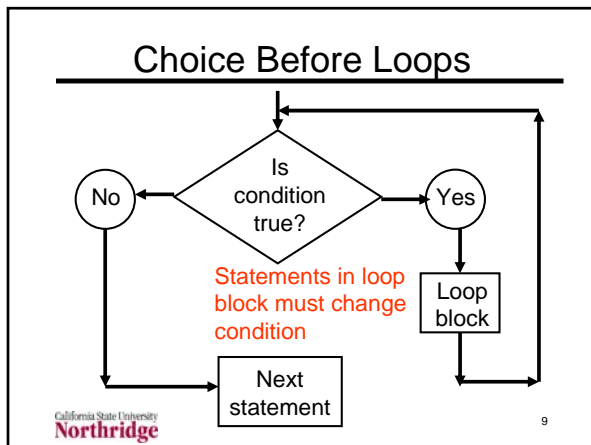 Choice Before Loops
Is
condition
true?
No
Yes
Statements in loop
block must change
condition
Loop
block
Next
statement
California State University
Northridge
9